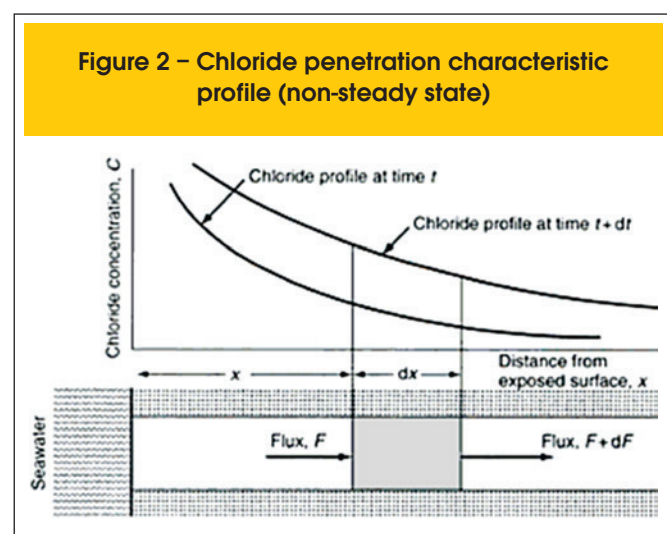 Figure 2 – Chloride penetration characteristic
profile (non-steady state)
Chloride concentration, C
Chloride profile at time t
Chloride profile at time t + dt
x
dx
Distance from
exposed surface, x
Seawater
Flux, F
Flux, F + dF